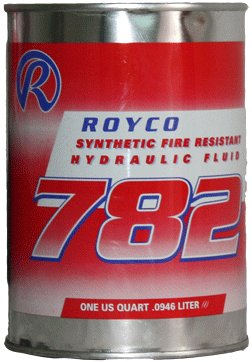 R
ROYCO
SYNTHETIC FIRE RESISTANT
HYDRAULIC FLUID
782
ONE US QUART .0946 LITER ///